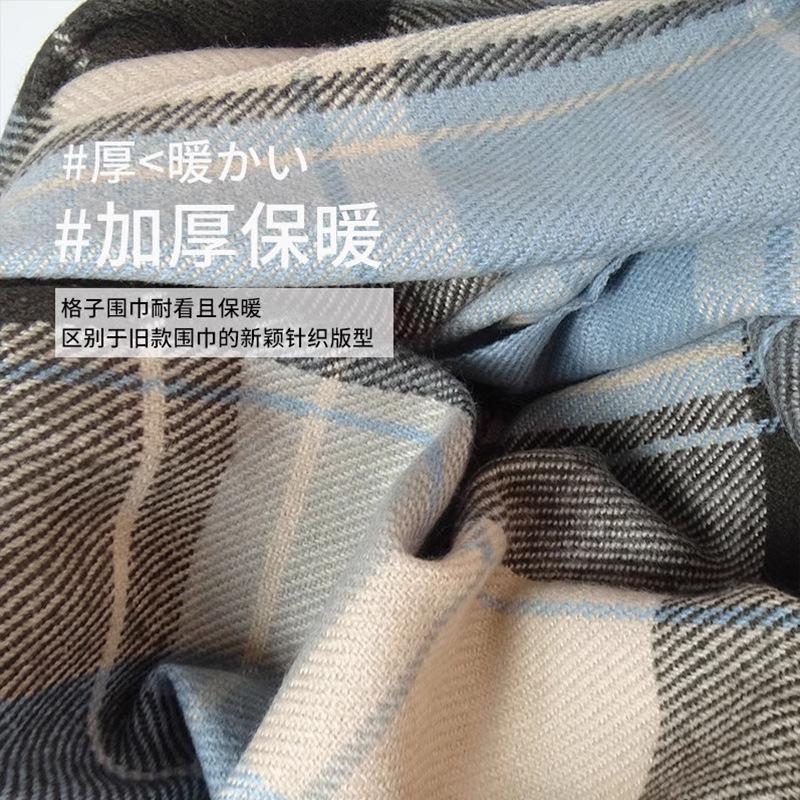 #厚<暖かい
#加厚保暖
格子围巾耐看且保暖
区别于旧款围巾的新颖针织版型